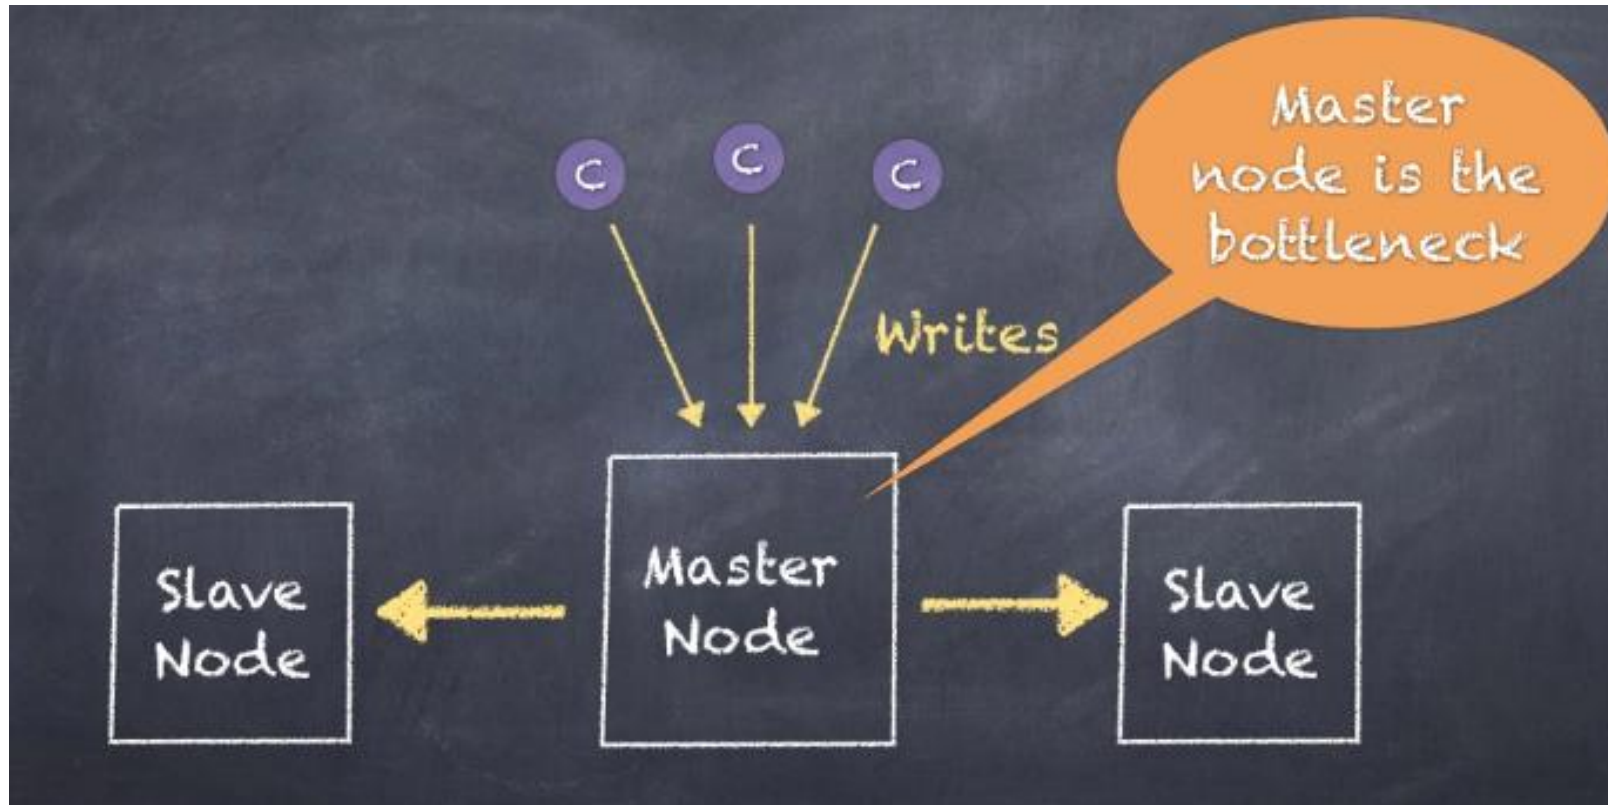 Master
node is the
bottleneck
C
C
C
Writes
Slave
Node
Master
Node
Slave
Node